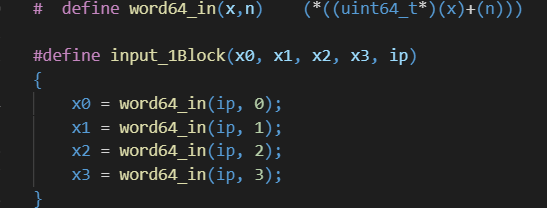 #  define word64_in(x,n)    (*((uint64_t*)(x)+(n)))
#define input_1Block(x0, x1, x2, x3, ip)
{
    x0 = word64_in(ip, 0);
    x1 = word64_in(ip, 1);
    x2 = word64_in(ip, 2);
    x3 = word64_in(ip, 3);
}